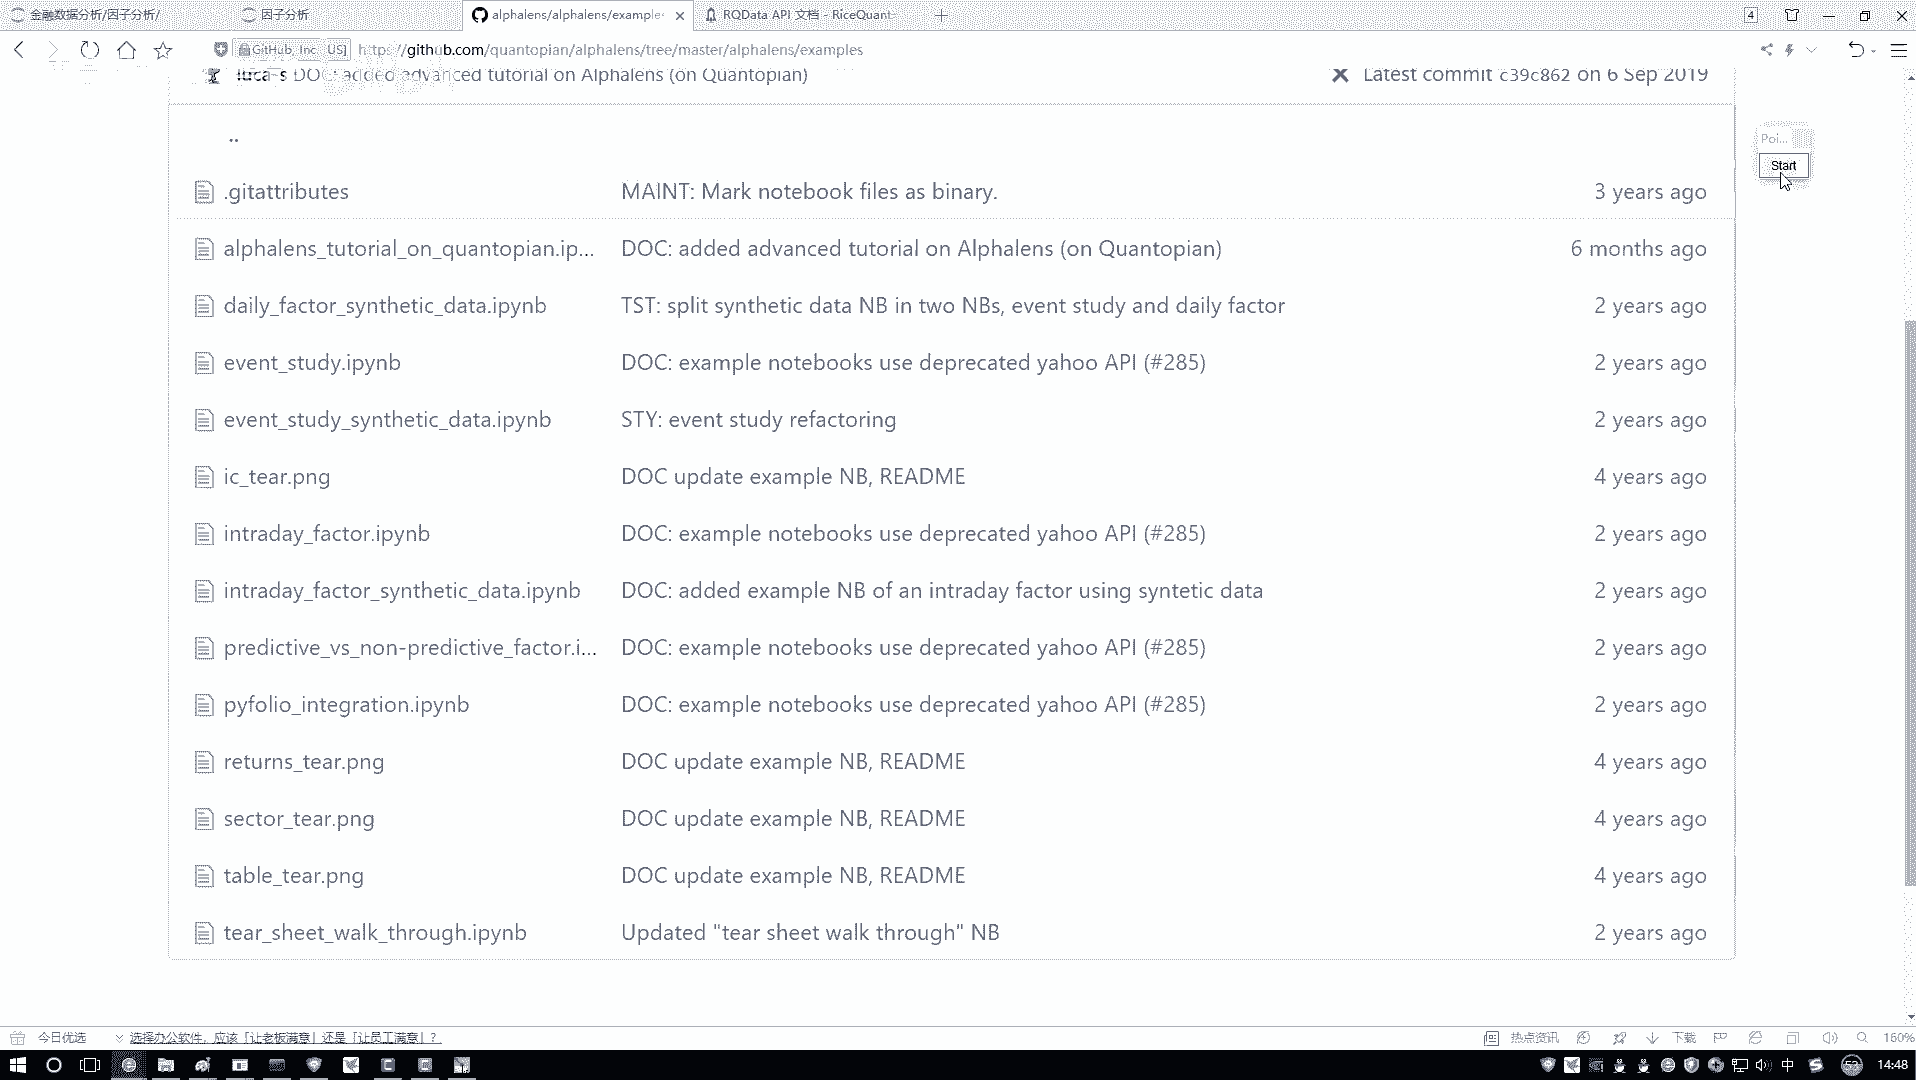 金融数据分析/因子分析/
因子分析
alphalens/alphalens/example
RQData API 文档 - RiceQuant
4
GitHub, Inc. [US]
https://github.com/quantopian/alphalens/tree/master/alphalens/examples
luca-s DOC: added advanced tutorial on Alphalens (on Quantopian)
Latest commit c39c862 on 6 Sep 2019
..
Poi...
Start
.gitattributes MAINT: Mark notebook files as binary. 3 years ago
alphalens_tutorial_on_quantopian.ip... DOC: added advanced tutorial on Alphalens (on Quantopian) 6 months ago
daily_factor_synthetic_data.ipynb TST: split synthetic data NB in two NBs, event study and daily factor 2 years ago
event_study.ipynb DOC: example notebooks use deprecated yahoo API (#285) 2 years ago
event_study_synthetic_data.ipynb STY: event study refactoring 2 years ago
ic_tear.png DOC update example NB, README 4 years ago
intraday_factor.ipynb DOC: example notebooks use deprecated yahoo API (#285) 2 years ago
intraday_factor_synthetic_data.ipynb DOC: added example NB of an intraday factor using syntetic data 2 years ago
predictive_vs_non-predictive_factor.i... DOC: example notebooks use deprecated yahoo API (#285) 2 years ago
pyfolio_integration.ipynb DOC: example notebooks use deprecated yahoo API (#285) 2 years ago
returns_tear.png DOC update example NB, README 4 years ago
sector_tear.png DOC update example NB, README 4 years ago
table_tear.png DOC update example NB, README 4 years ago
tear_sheet_walk_through.ipynb Updated "tear sheet walk through" NB 2 years ago
今日优选 选择办公软件，应该「让老板满意」还是「让员工满意」？
热点资讯 下载 160%
中 53 14:48